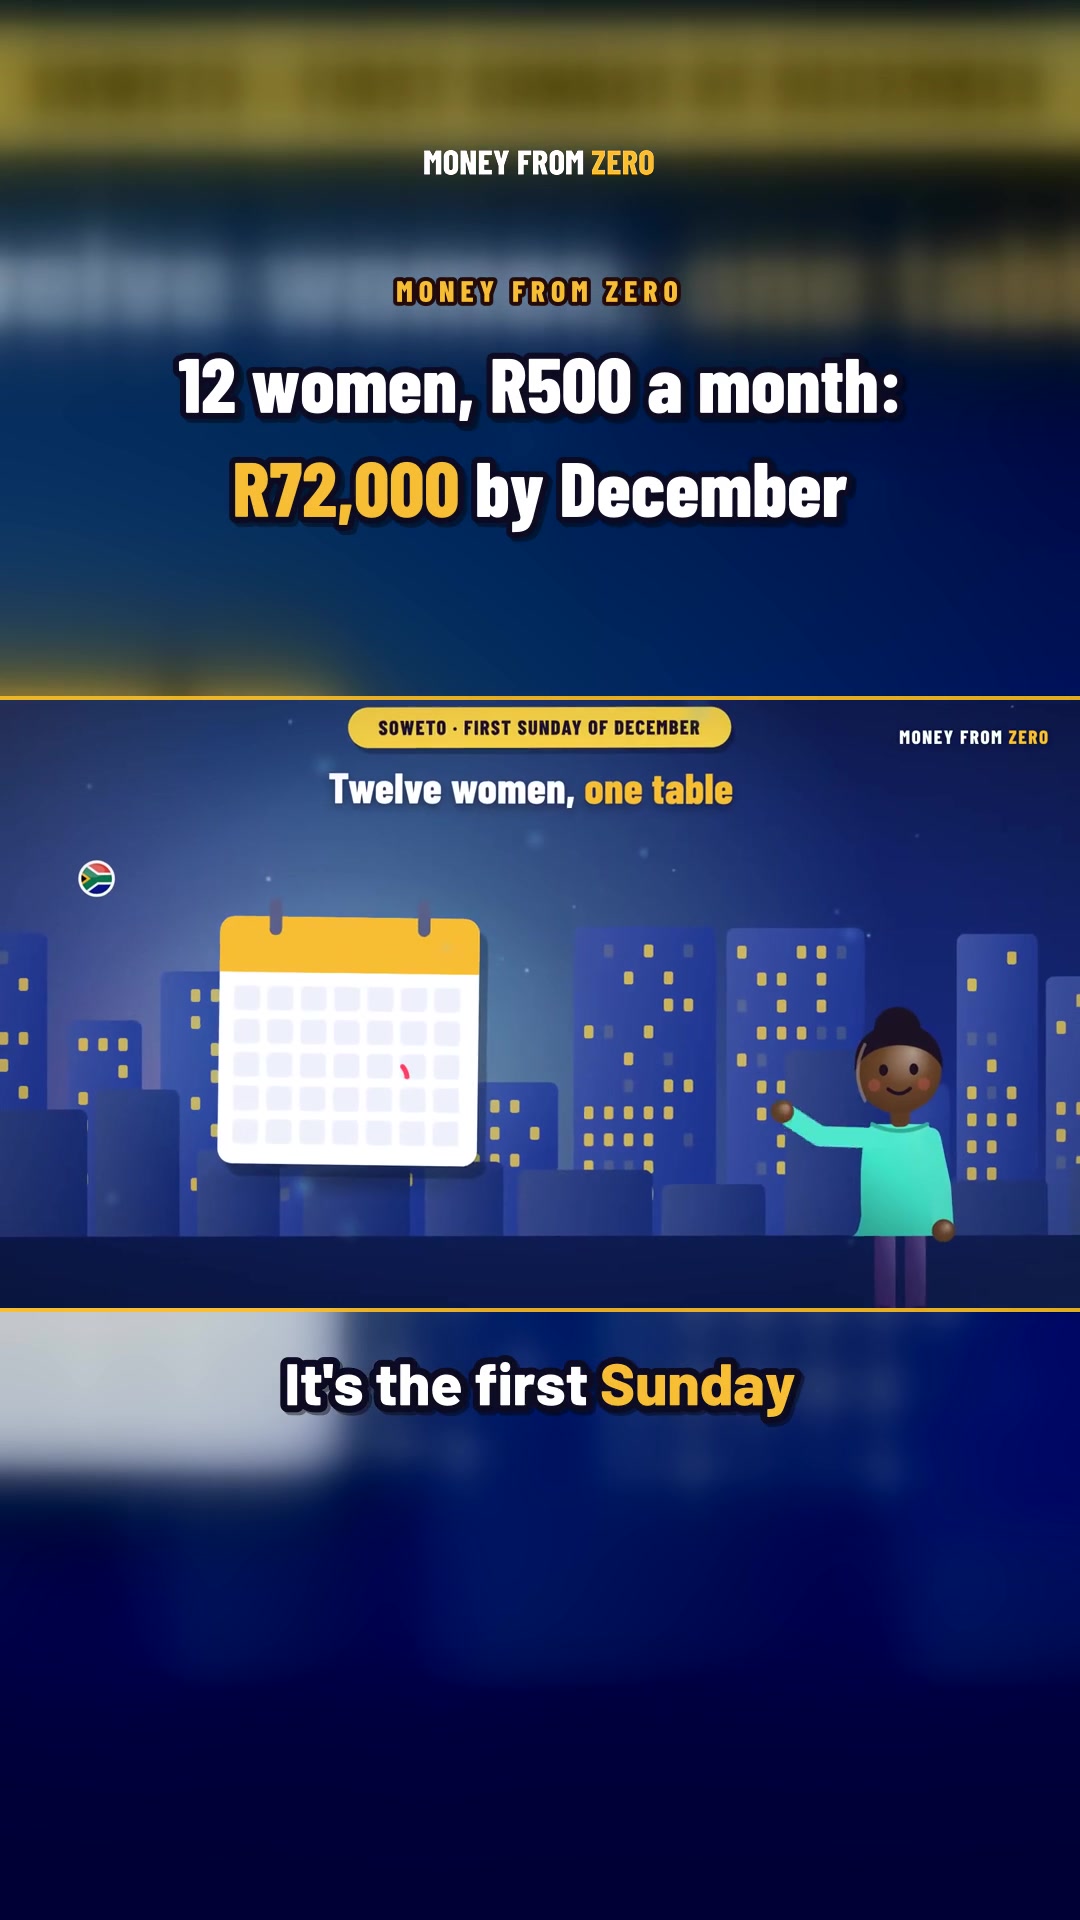 MONEY FROM ZERO
MONEY FROM ZERO
12 women, R500 a month:
R72,000 by December
SOWETO · FIRST SUNDAY OF DECEMBER
MONEY FROM ZERO
Twelve women, one table
It's the first Sunday